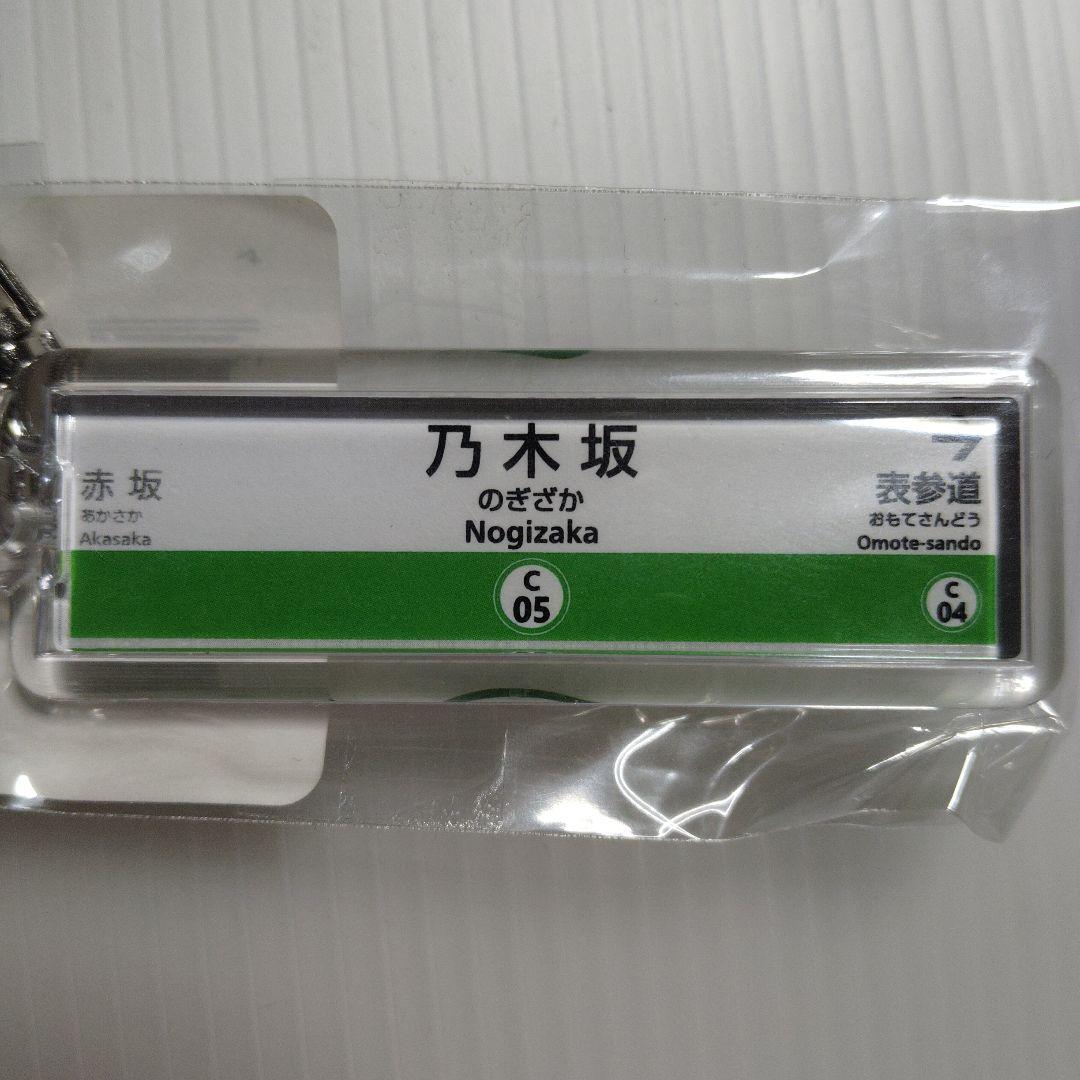 乃木坂
のぎざか
Nogizaka
C
05
赤坂
あかさか
Akasaka
表参道
おもてさんどう
Omote-sando
C
04